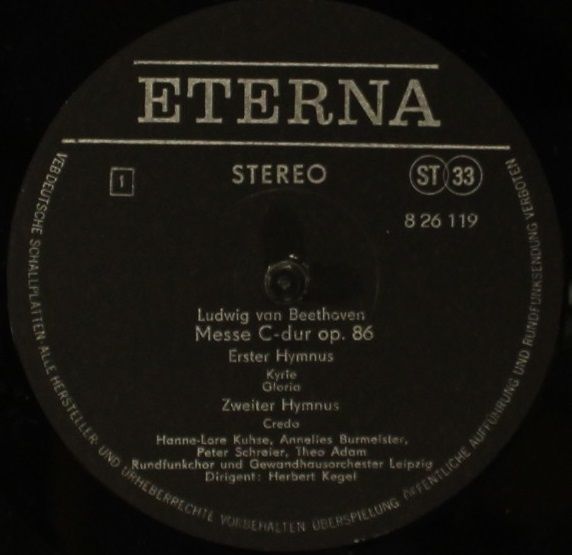 ETERNA
1
STEREO
ST 33
8 26 119
Ludwig van Beethoven
Messe C-dur op. 86
Erster Hymnus
Kyrie
Gloria
Zweiter Hymnus
Credo
Hanne-Lore Kuhse, Annelies Burmeister,
Peter Schreier, Theo Adam
Rundfunkchor und Gewandhausorchester Leipzig
Dirigent: Herbert Kegel
VEB DEUTSCHE SCHALLPLATTEN ALLE HERSTELLER- UND URHEBERRECHTE VORBEHALTEN ÜBERSPIELUNG, ÖFFENTLICHE AUFFÜHRUNG UND RUNDFUNKSENDUNG VERBOTEN